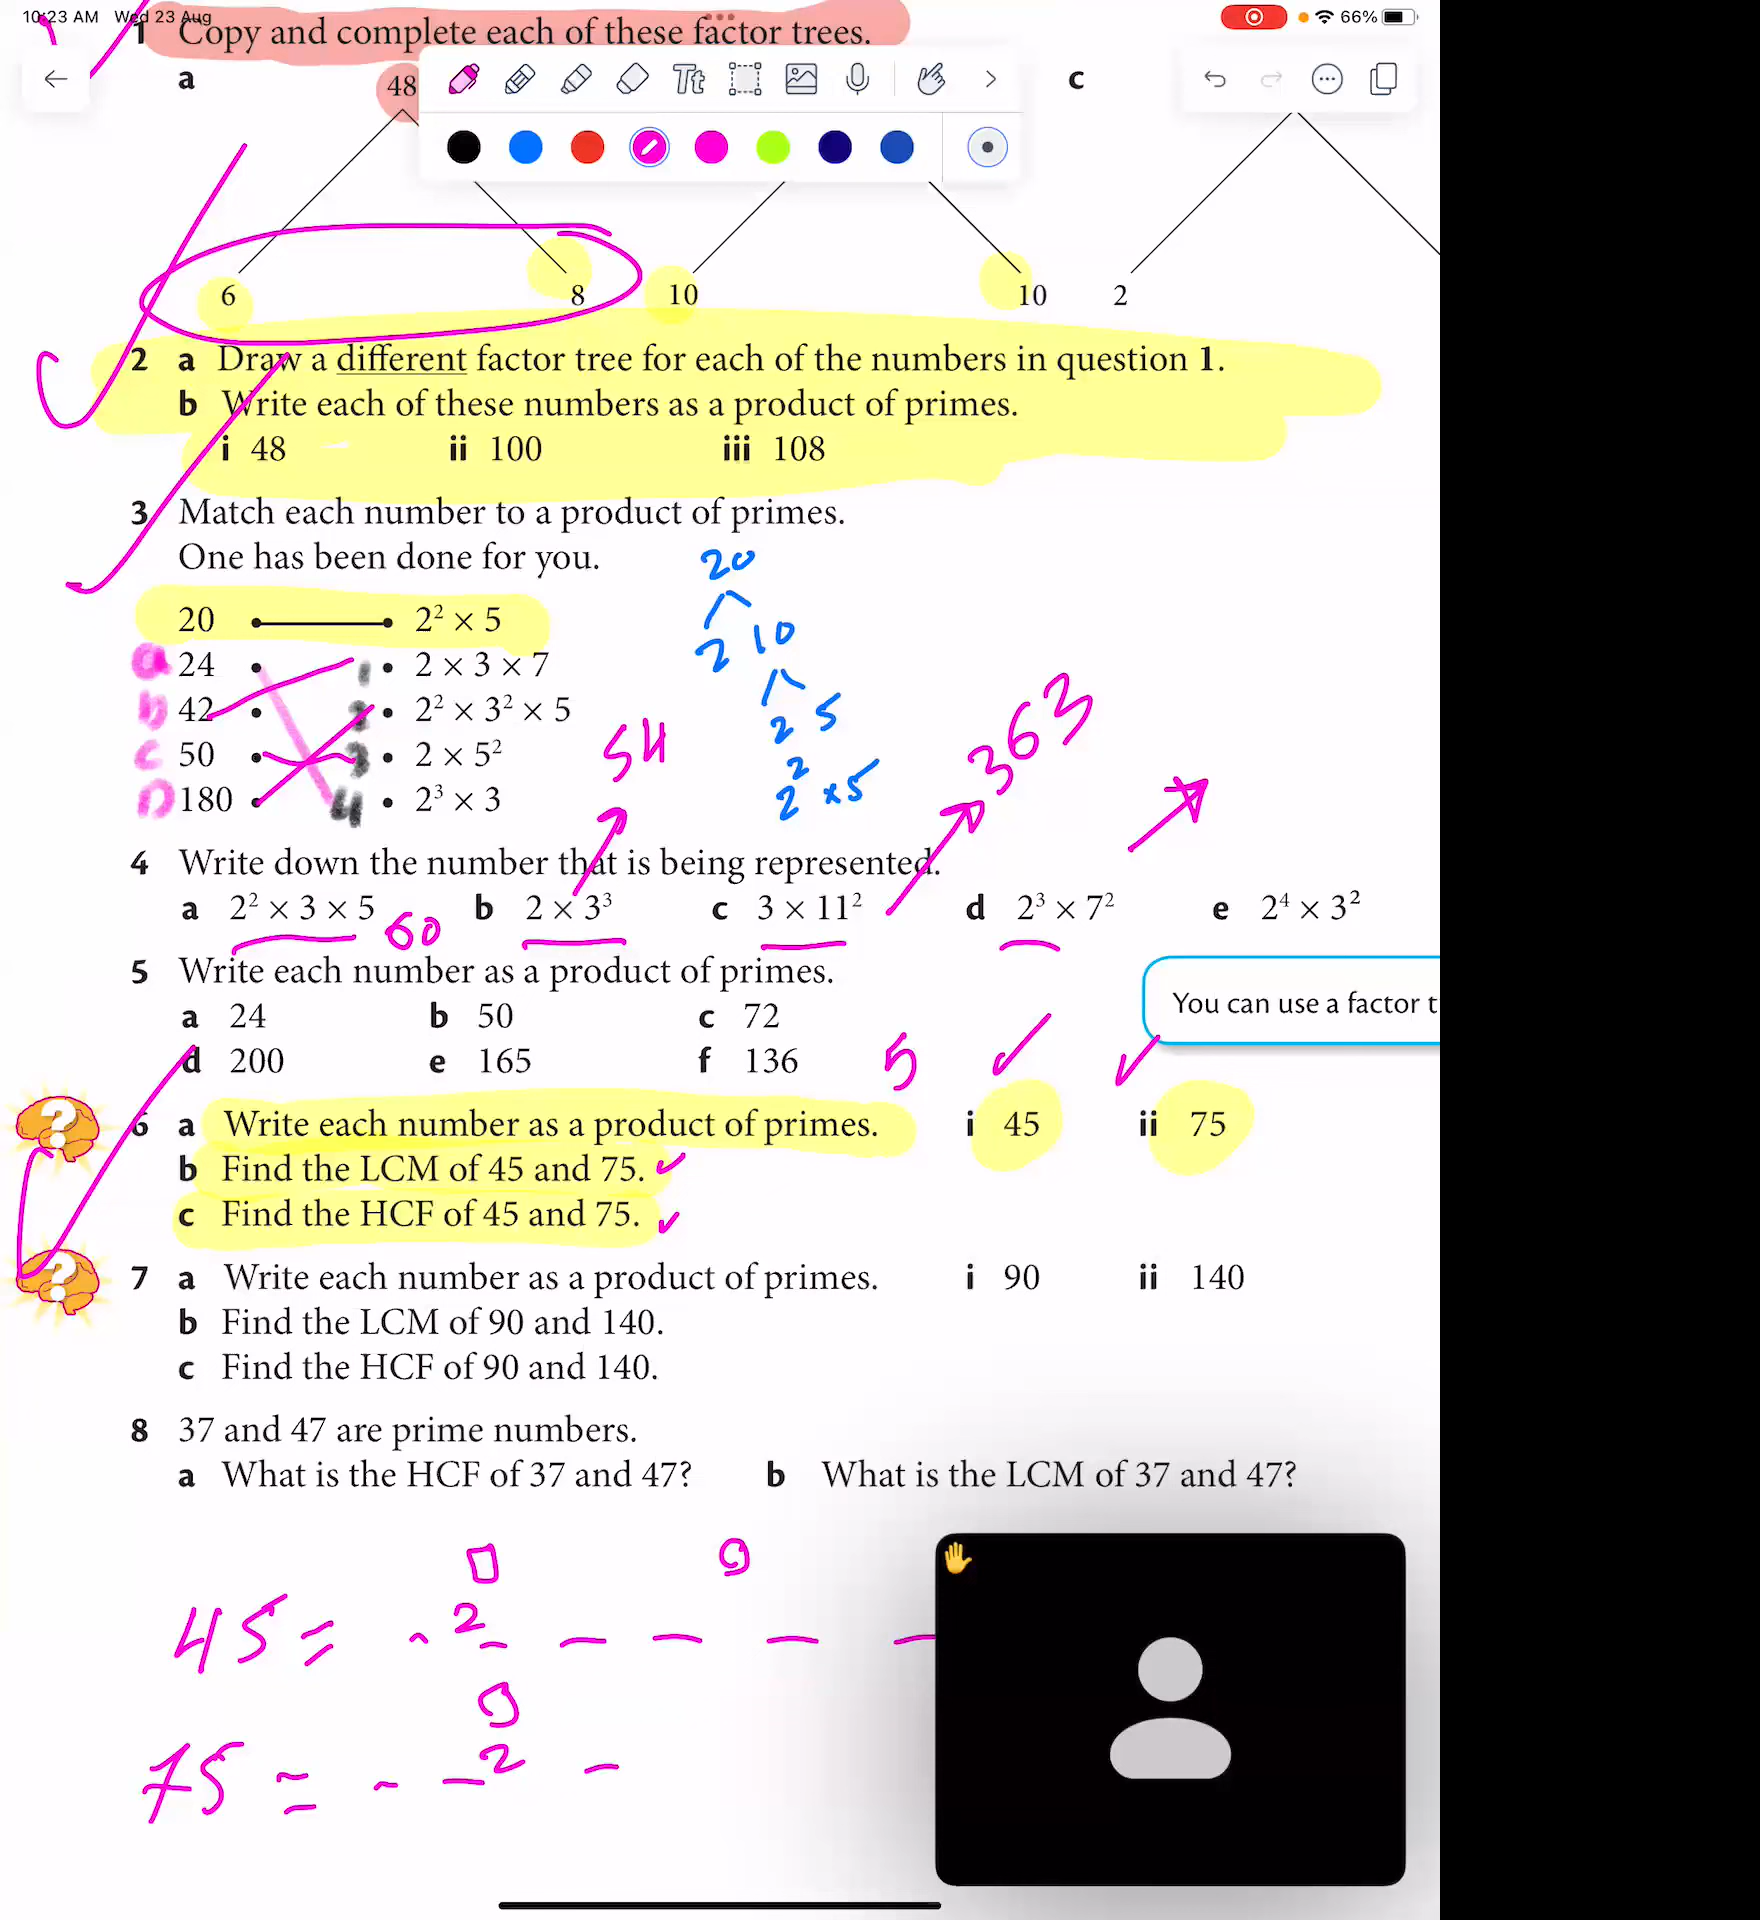 10:23 AM Wed 23 Aug
66%
1 Copy and complete each of these factor trees.
a 48 c
Tt
6 8 10 10 2
2 a Draw a different factor tree for each of the numbers in question 1.
b Write each of these numbers as a product of primes.
i 48 ii 100 iii 108
3 Match each number to a product of primes.
One has been done for you.
20 2² × 5
a 24 1 2 × 3 × 7
b 42 2² × 3² × 5
c 50 3 2 × 5²
D 180 4 2³ × 3
20
2 10
2 5
2² × 5
54
363
4 Write down the number that is being represented.
a 2² × 3 × 5 60 b 2 × 3³ c 3 × 11² d 2³ × 7² e 2⁴ × 3²
5 Write each number as a product of primes.
a 24 b 50 c 72
You can use a factor t
d 200 e 165 f 136
5
6 a Write each number as a product of primes. i 45 ii 75
b Find the LCM of 45 and 75.
c Find the HCF of 45 and 75.
7 a Write each number as a product of primes. i 90 ii 140
b Find the LCM of 90 and 140.
c Find the HCF of 90 and 140.
8 37 and 47 are prime numbers.
a What is the HCF of 37 and 47? b What is the LCM of 37 and 47?
45 = 2
75 = 2